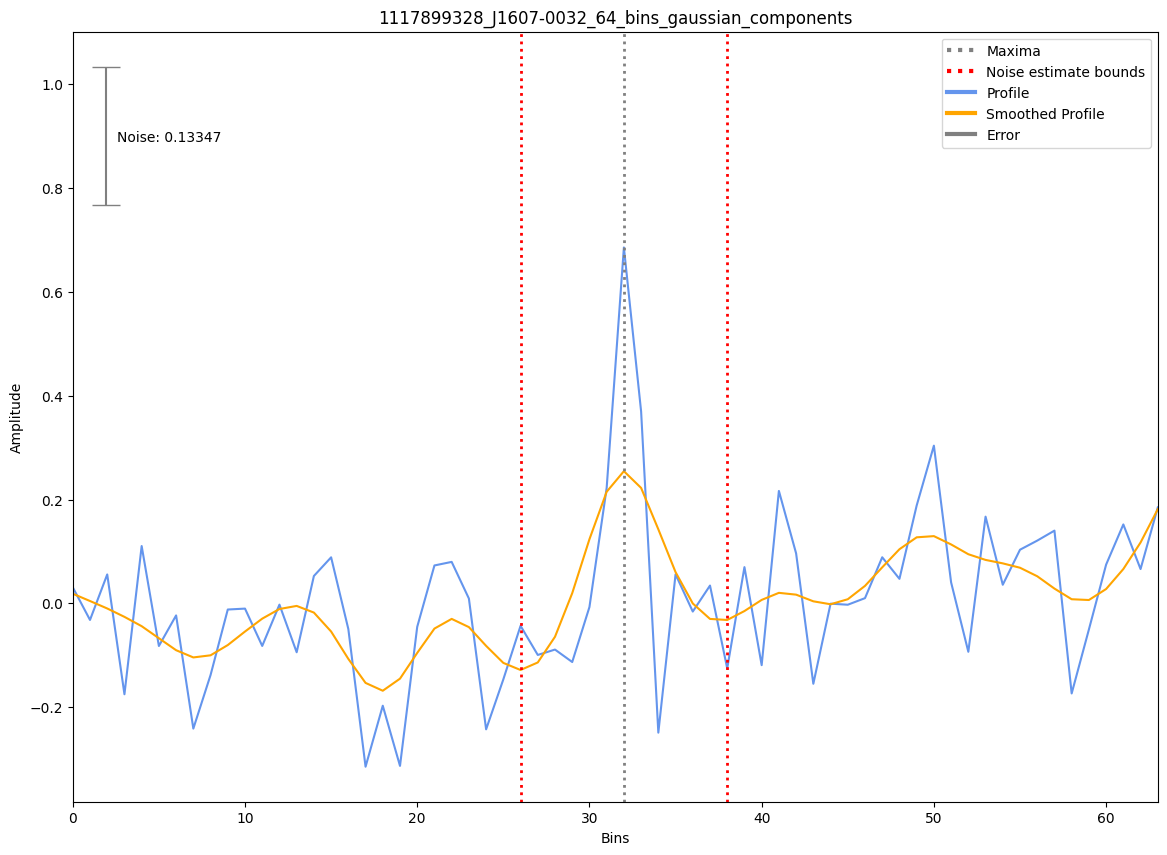 1117899328_J1607-0032_64_bins_gaussian_components
Maxima
Noise estimate bounds
Profile
Smoothed Profile
Error
Noise: 0.13347
Amplitude
1.0
0.8
0.6
0.4
0.2
0.0
−0.2
0 10 20 30 40 50 60
Bins